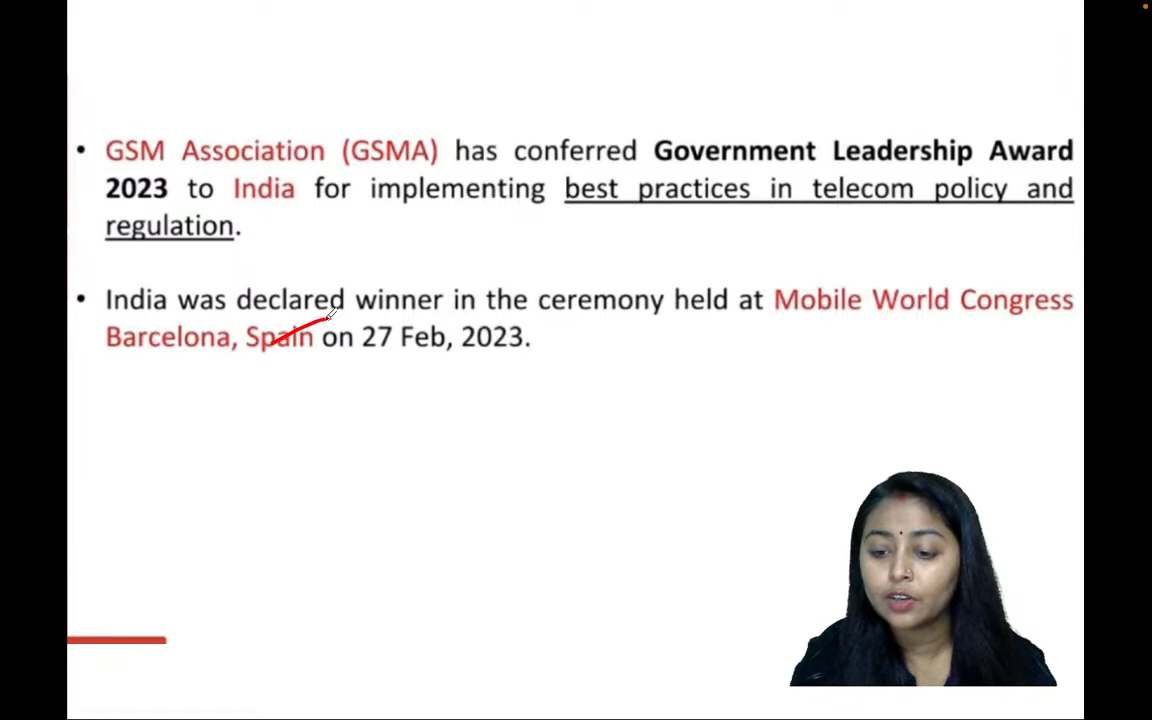 • GSM Association (GSMA) has conferred Government Leadership Award
2023 to India for implementing best practices in telecom policy and
regulation.
• India was declared winner in the ceremony held at Mobile World Congress
Barcelona, Spain on 27 Feb, 2023.